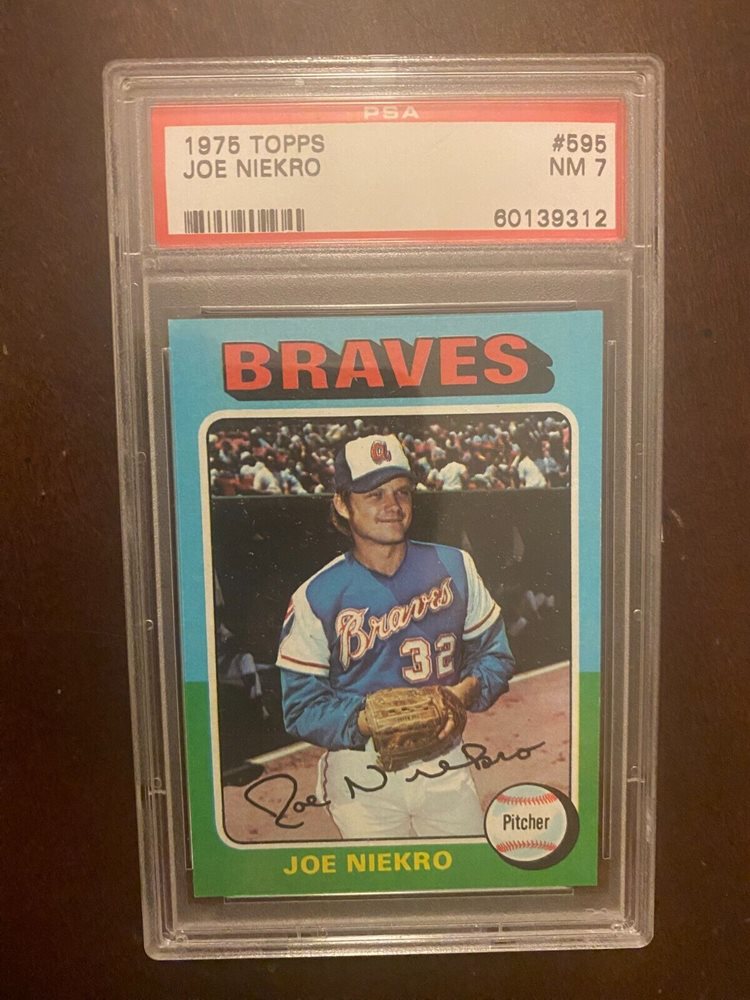 PSA
1975 TOPPS #595
JOE NIEKRO NM 7
60139312
BRAVES
Braves
32
Joe Niekro
Pitcher
JOE NIEKRO